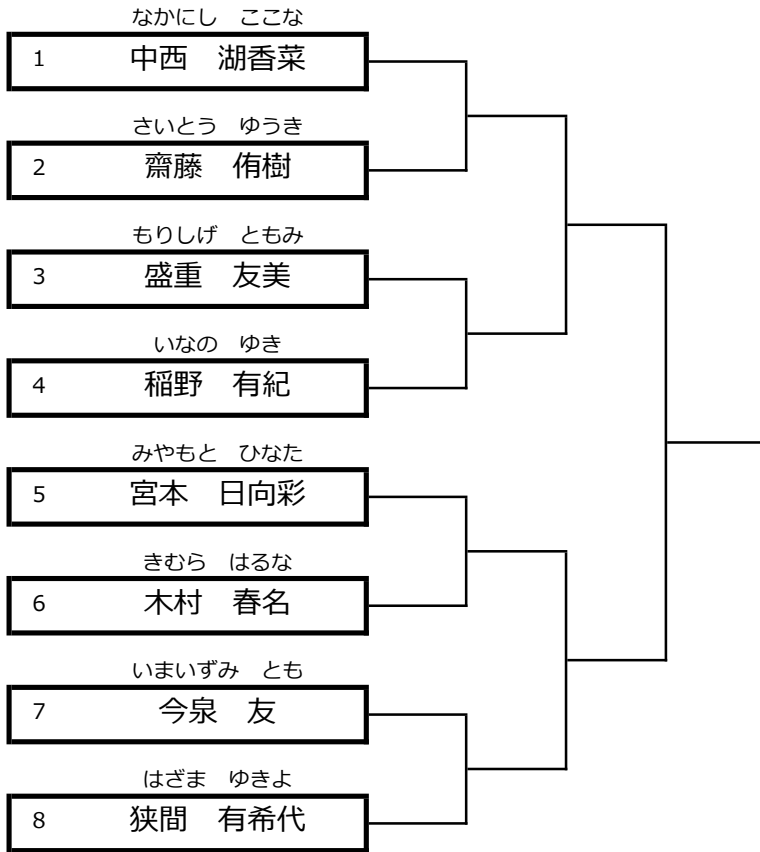 なかにし　ここな
1　中西　湖香菜
さいとう　ゆうき
2　齋藤　侑樹
もりしげ　ともみ
3　盛重　友美
いなの　ゆき
4　稲野　有紀
みやもと　ひなた
5　宮本　日向彩
きむら　はるな
6　木村　春名
いまいずみ　とも
7　今泉　友
はざま　ゆきよ
8　狭間　有希代